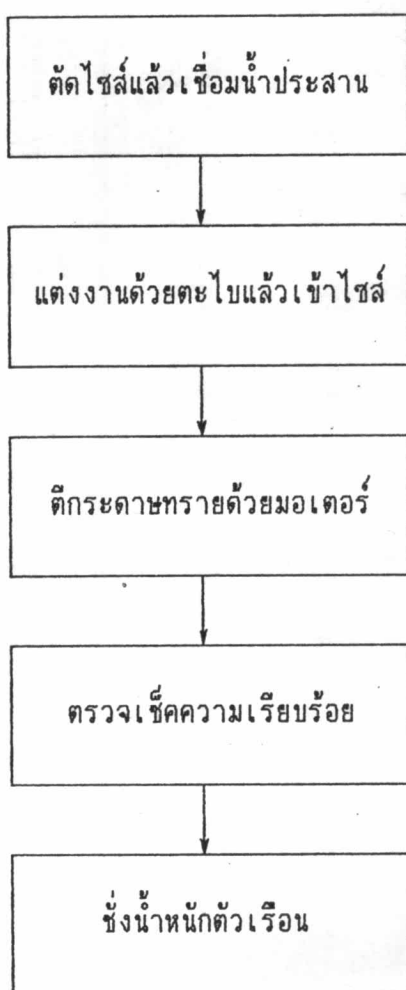 ตัดไซส์แล้วเชื่อมน้ำประสาน
แต่งงานด้วยตะไบแล้วเข้าไซส์
ตีกระดาษทรายด้วยมอเตอร์
ตรวจเช็คความเรียบร้อย
ชั่งน้ำหนักตัวเรือน